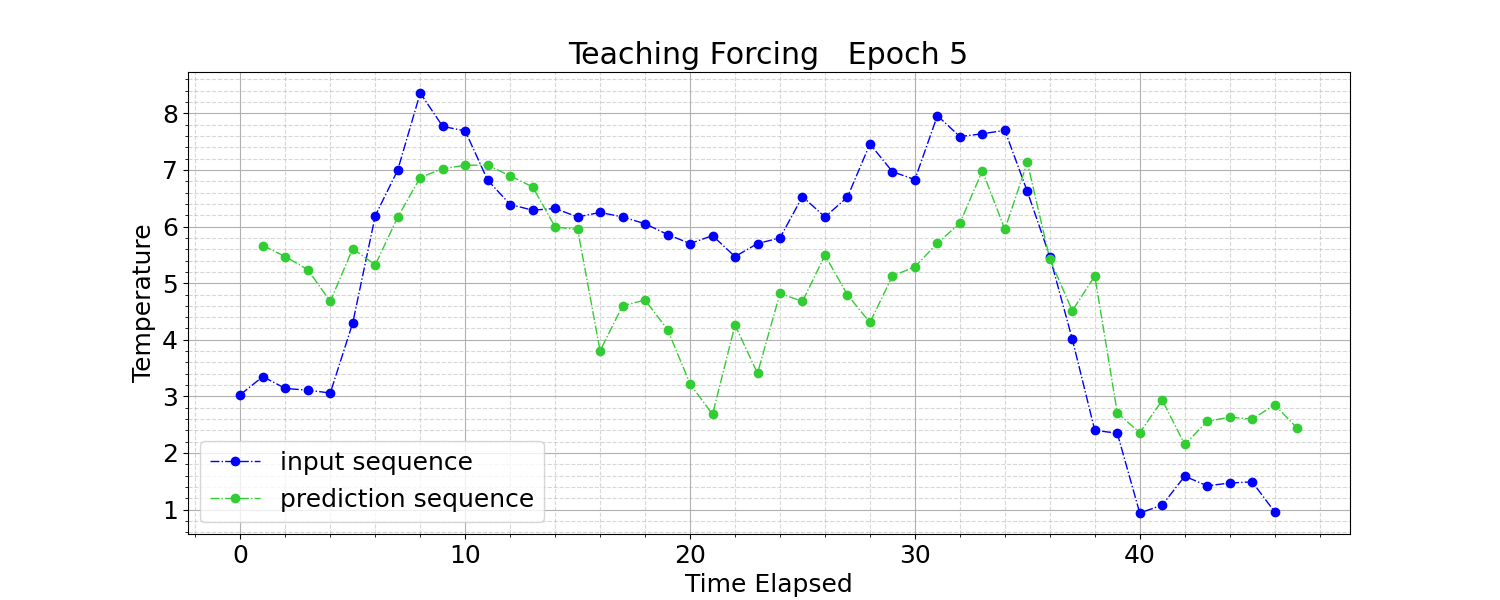 Teaching Forcing   Epoch 5
Temperature
8
7
6
5
4
3
2
1
input sequence
prediction sequence
0 10 20 30 40
Time Elapsed